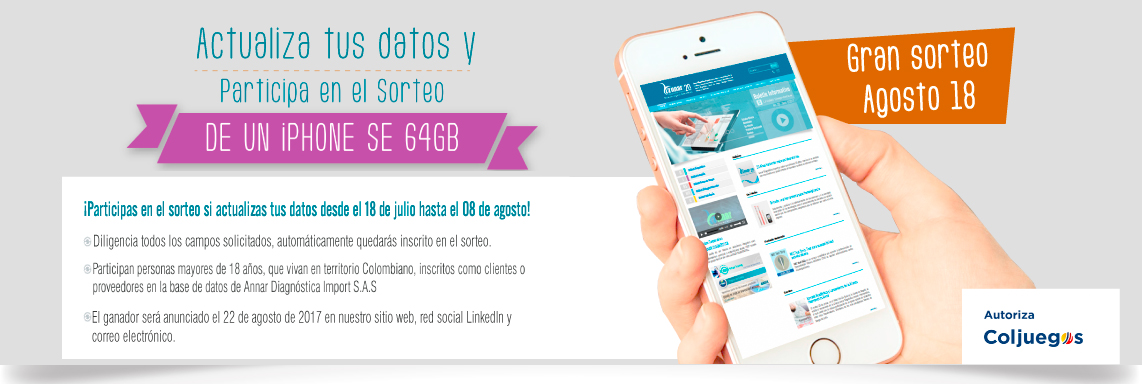 Actualiza tus datos y
Participa en el Sorteo
DE UN iPHONE SE 64GB
¡Participas en el sorteo si actualizas tus datos desde el 18 de julio hasta el 08 de agosto!
Diligencia todos los campos solicitados, automáticamente quedarás inscrito en el sorteo.
Participan personas mayores de 18 años, que vivan en territorio Colombiano, inscritos como clientes o
proveedores en la base de datos de Annar Diagnóstica Import S.A.S
El ganador será anunciado el 22 de agosto de 2017 en nuestro sitio web, red social LinkedIn y
correo electrónico.
Gran sorteo
Agosto 18
Autoriza
Coljuegos